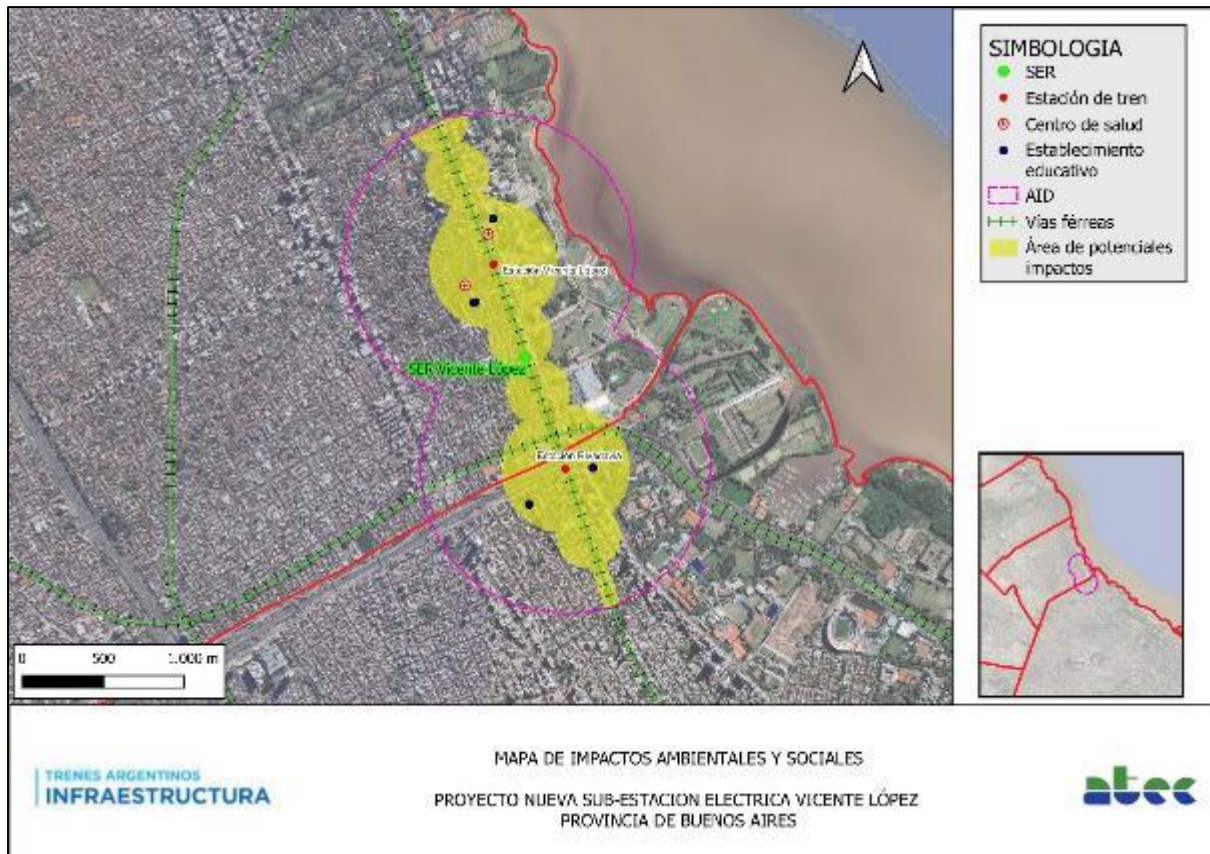 SIMBOLOGIA
SER
Estación de tren
Centro de salud
Establecimiento
educativo
AID
Vías férreas
Área de potenciales
impactos
Estación Vicente López
SER Vicente López
Estación Rivadavia
0 500 1.000 m
TRENES ARGENTINOS
INFRAESTRUCTURA
MAPA DE IMPACTOS AMBIENTALES Y SOCIALES
PROYECTO NUEVA SUB-ESTACION ELECTRICA VICENTE LÓPEZ
PROVINCIA DE BUENOS AIRES
atec